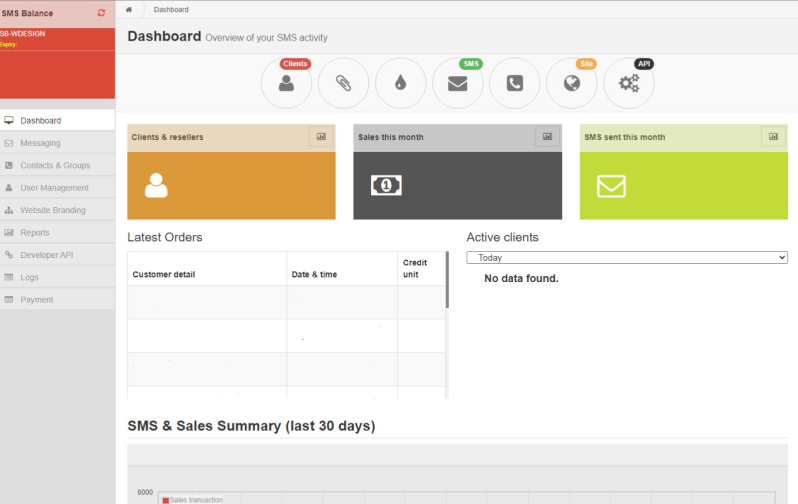 SMS Balance
SB-WDESIGN
Expiry:
Dashboard
Messaging
Contacts & Groups
User Management
Website Branding
Reports
Developer API
Logs
Payment
Dashboard
Dashboard Overview of your SMS activity
Clients
SMS
Site
API
Clients & resellers
Sales this month
SMS sent this month
Latest Orders
Customer detail
Date & time
Credit
unit
Active clients
Today
No data found.
SMS & Sales Summary (last 30 days)
6000
Sales transaction